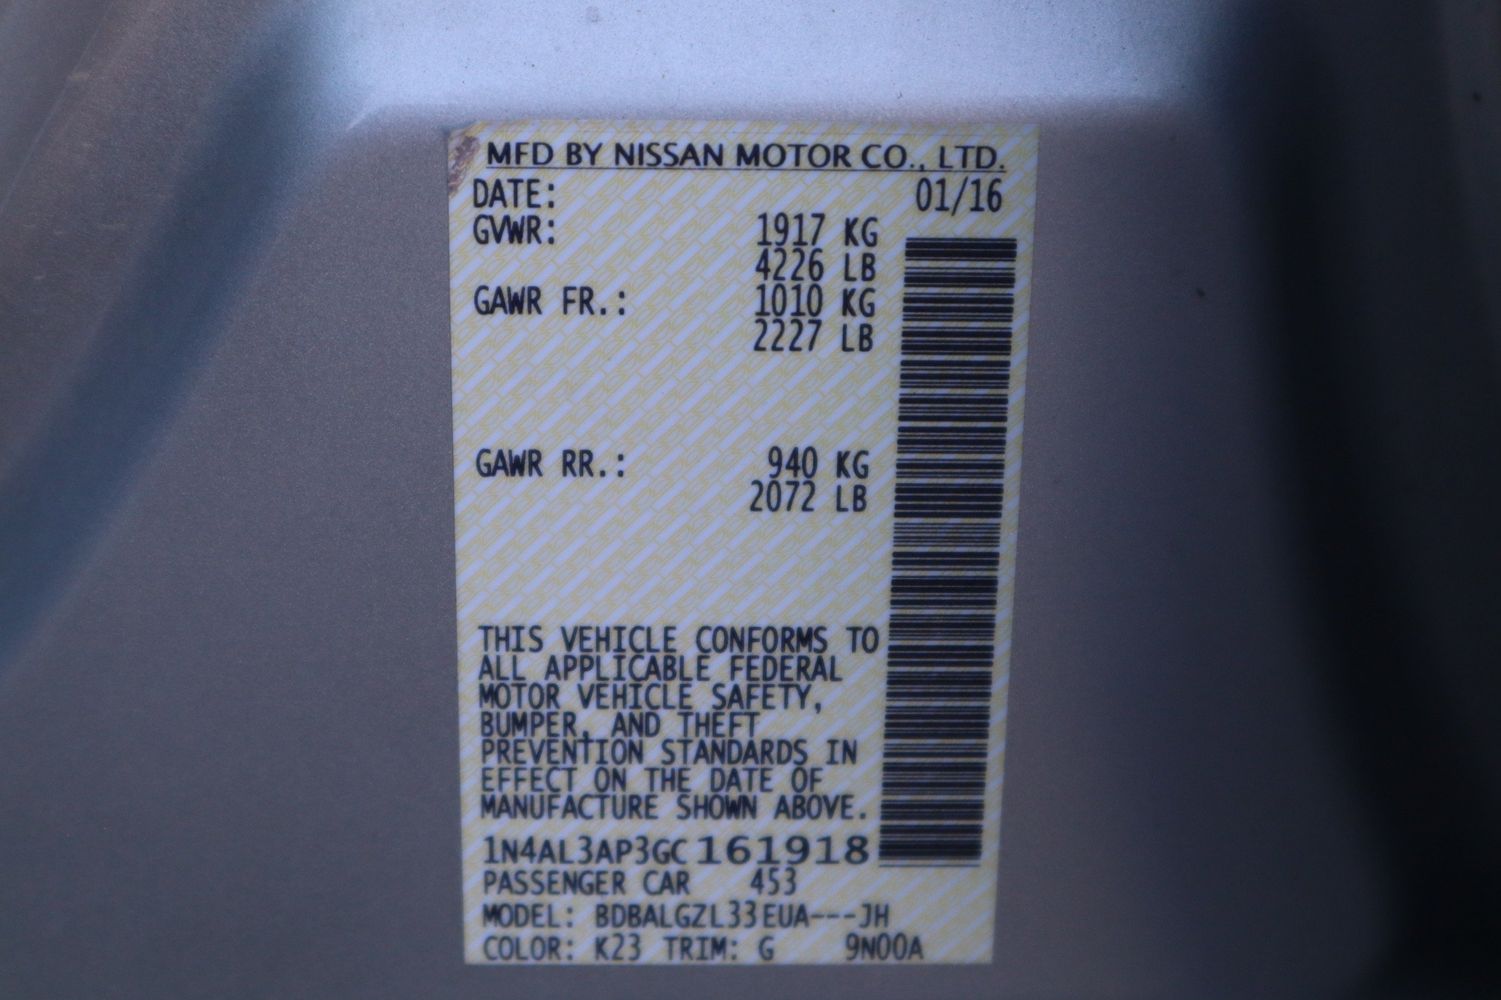 MFD BY NISSAN MOTOR CO., LTD.
DATE: 01/16
GVWR: 1917 KG
4226 LB
GAWR FR.: 1010 KG
2227 LB
GAWR RR.: 940 KG
2072 LB
THIS VEHICLE CONFORMS TO
ALL APPLICABLE FEDERAL
MOTOR VEHICLE SAFETY,
BUMPER, AND THEFT
PREVENTION STANDARDS IN
EFFECT ON THE DATE OF
MANUFACTURE SHOWN ABOVE.
1N4AL3AP3GC161918
PASSENGER CAR 453
MODEL: BDBALGZL33EUA---JH
COLOR: K23 TRIM: G 9N00A